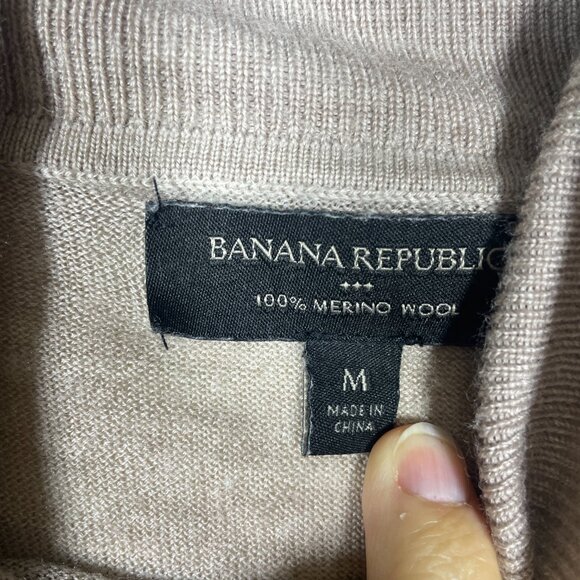 BANANA REPUBLIC
100% MERINO WOOL
M
MADE IN
CHINA